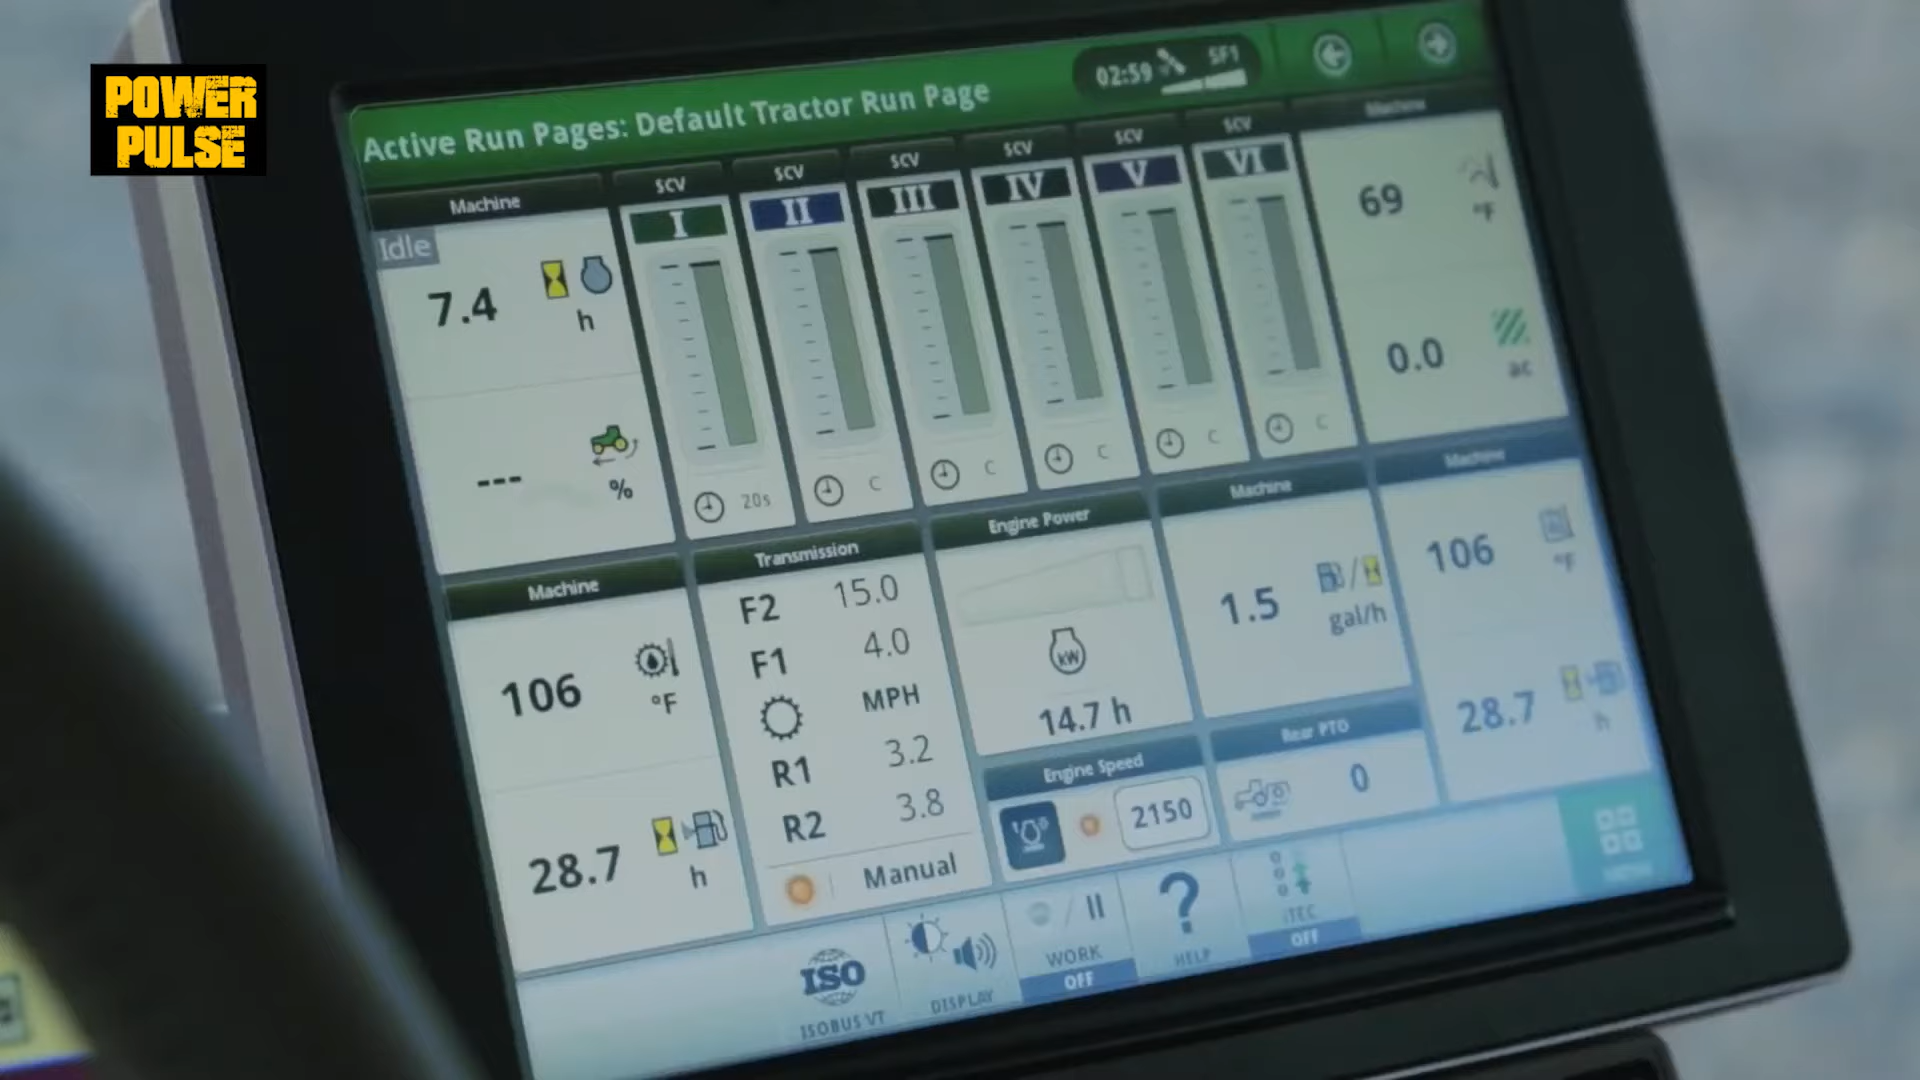 POWER
PULSE
Active Run Pages: Default Tractor Run Page
02:59
SF1
Machine
Idle
7.4
h
---
%
SCV
I
20s
SCV
II
C
SCV
III
C
SCV
IV
C
SCV
V
C
SCV
VI
C
Machine
69
°F
0.0
ac
Machine
106
°F
28.7
h
Transmission
F2 15.0
F1 4.0
MPH
R1 3.2
R2 3.8
Manual
Engine Power
kW
14.7 h
Engine Speed
2150
Machine
1.5
gal/h
Rear PTO
0
Machine
106
°F
28.7
h
ISO
ISOBUS VT
DISPLAY
WORK
OFF
?
HELP
iTEC
OFF